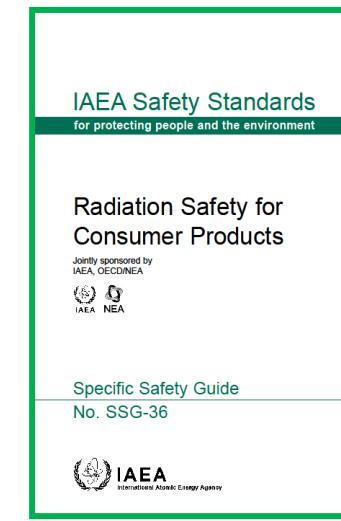 IAEA Safety Standards
for protecting people and the environment
Radiation Safety for
Consumer Products
Jointly sponsored by
IAEA, OECD/NEA
IAEA NEA
Specific Safety Guide
No. SSG-36
IAEA
International Atomic Energy Agency